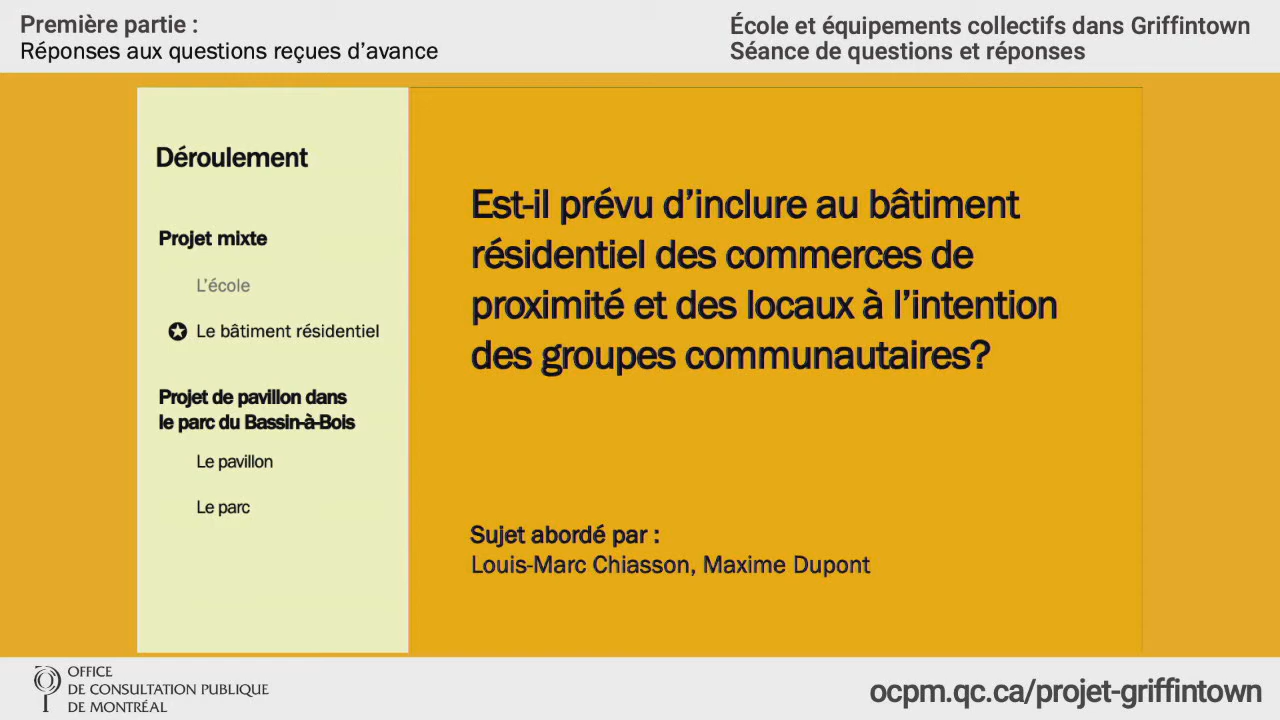 Première partie :
Réponses aux questions reçues d’avance
École et équipements collectifs dans Griffintown
Séance de questions et réponses
Déroulement
Projet mixte
L’école
Le bâtiment résidentiel
Projet de pavillon dans
le parc du Bassin-à-Bois
Le pavillon
Le parc
Est-il prévu d’inclure au bâtiment
résidentiel des commerces de
proximité et des locaux à l’intention
des groupes communautaires?
Sujet abordé par :
Louis-Marc Chiasson, Maxime Dupont
OFFICE
DE CONSULTATION PUBLIQUE
DE MONTRÉAL
ocpm.qc.ca/projet-griffintown